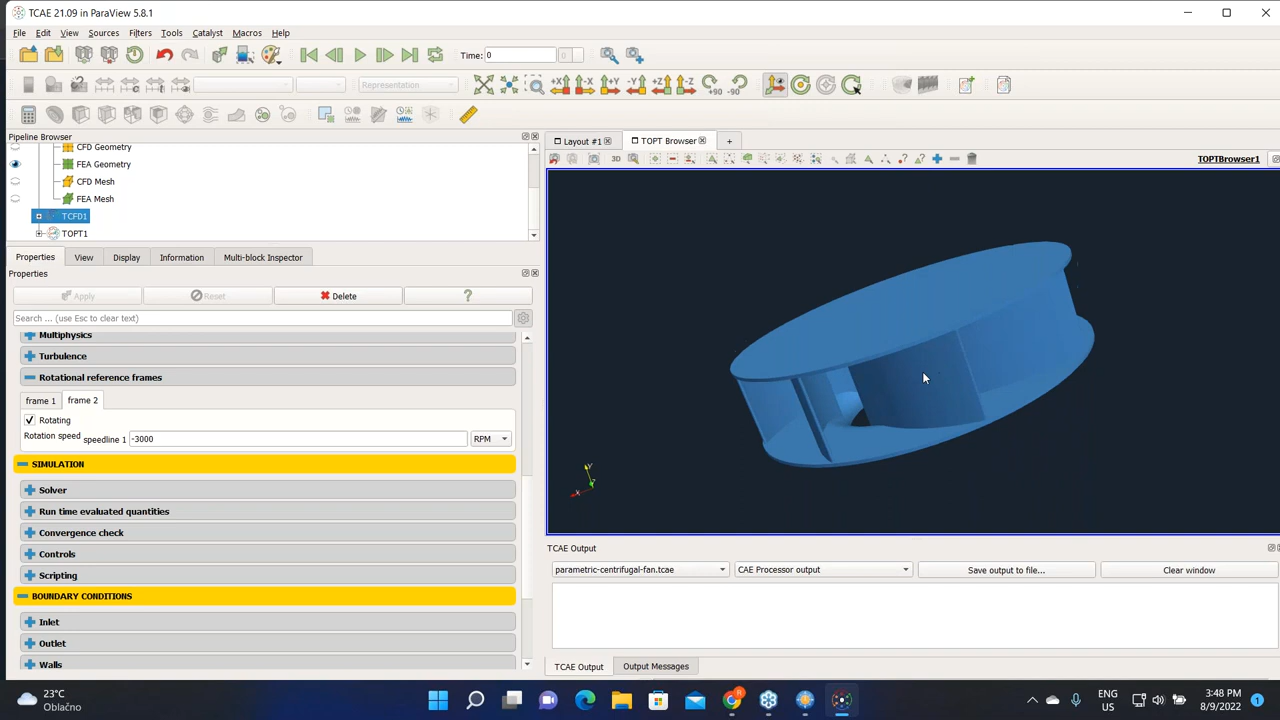 TCAE 21.09 in ParaView 5.8.1
File Edit View Sources Filters Tools Catalyst Macros Help
Time: 0 0
Representation
+X -X +Y -Y +Z -Z +90 -90
Pipeline Browser
CFD Geometry
FEA Geometry
CFD Mesh
FEA Mesh
TCFD1
TOPT1
Properties View Display Information Multi-block Inspector
Properties
Apply Reset Delete ?
Search ... (use Esc to clear text)
Multiphysics
Turbulence
Rotational reference frames
frame 1 frame 2
Rotating
Rotation speed speedline 1 -3000 RPM
SIMULATION
Solver
Run time evaluated quantities
Convergence check
Controls
Scripting
BOUNDARY CONDITIONS
Inlet
Outlet
Walls
Layout #1 TOPT Browser +
3D TOPTBrowser1
Y
Z
X
TCAE Output
parametric-centrifugal-fan.tcae CAE Processor output Save output to file... Clear window
TCAE Output Output Messages
23°C
Oblačno
R
ENG
US
3:48 PM
8/9/2022
1